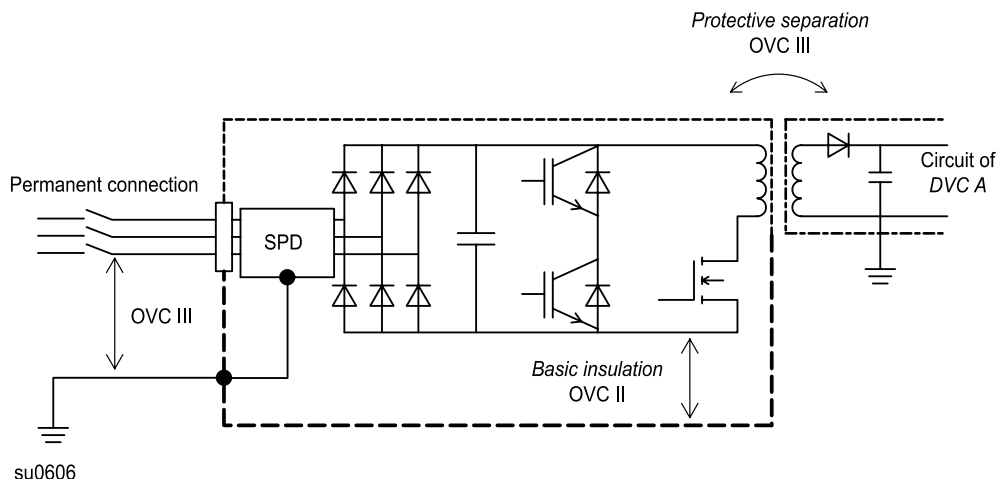 Protective separation
OVC III
Permanent connection
Circuit of
DVC A
SPD
OVC III
Basic insulation
OVC II
su0606